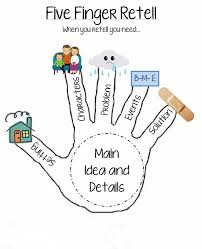 Five Finger Retell
When you retell you need...
Characters
Problem
B-M-E
Events
Solution
Setting
Main
Idea and
Details